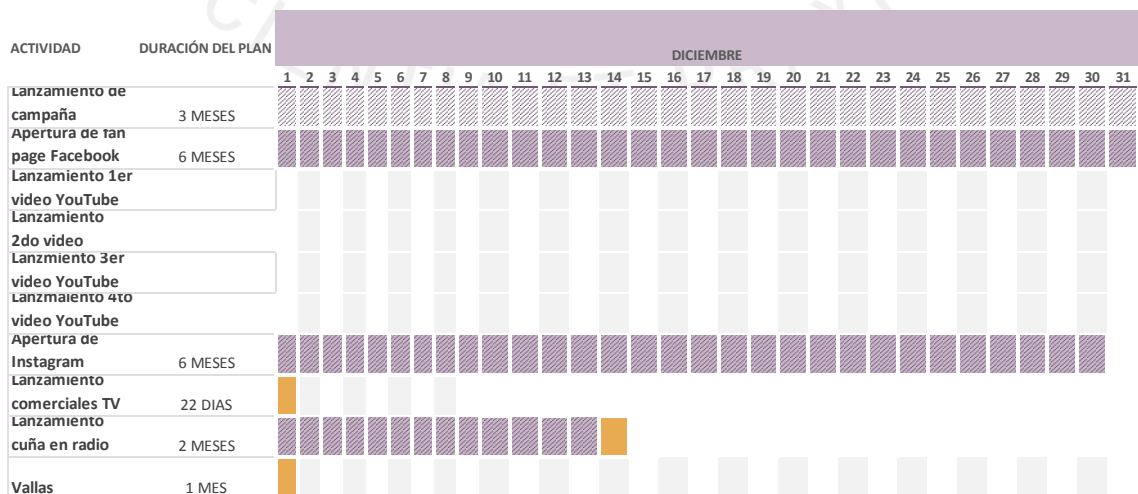 ACTIVIDAD DURACIÓN DEL PLAN
DICIEMBRE
1 2 3 4 5 6 7 8 9 10 11 12 13 14 15 16 17 18 19 20 21 22 23 24 25 26 27 28 29 30 31
Lanzamiento de
campaña 3 MESES
Apertura de fan
page Facebook 6 MESES
Lanzamiento 1er
video YouTube
Lanzamiento
2do video
Lanzmiento 3er
video YouTube
Lanzmaiento 4to
video YouTube
Apertura de
Instagram 6 MESES
Lanzamiento
comerciales TV 22 DIAS
Lanzamiento
cuña en radio 2 MESES
Vallas 1 MES